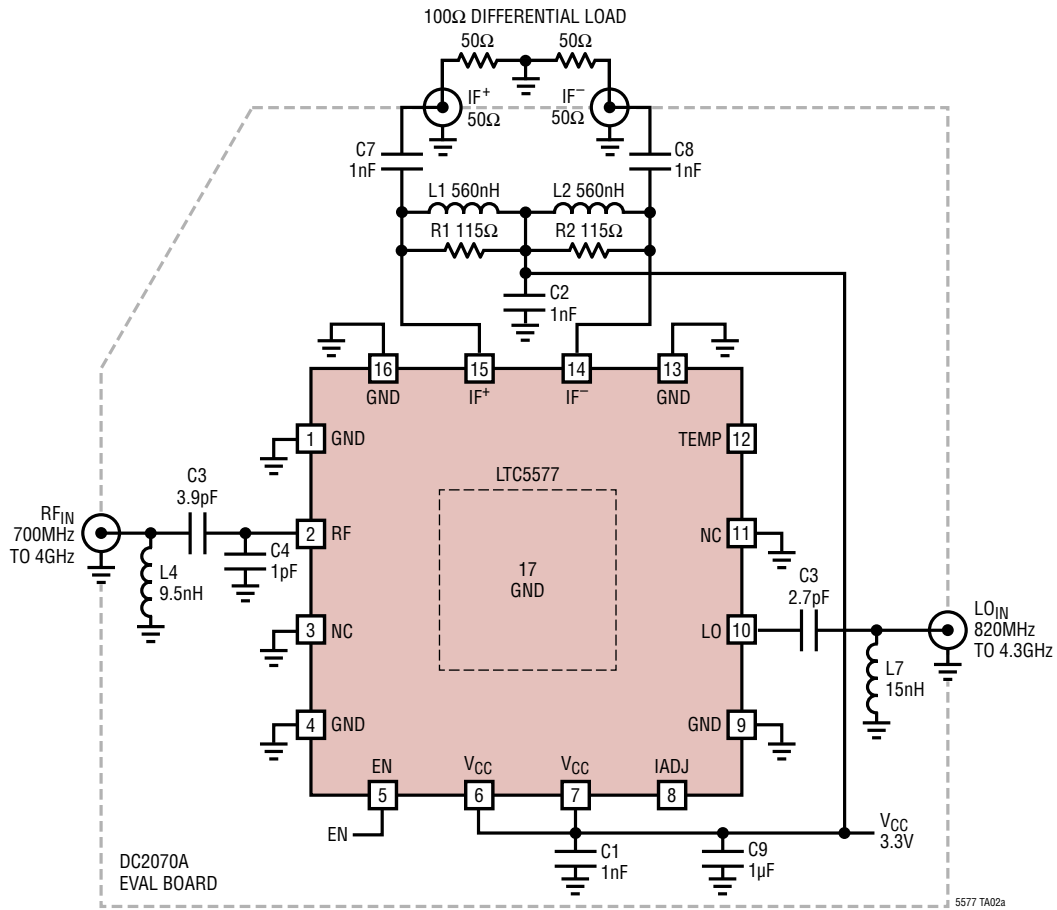 100Ω DIFFERENTIAL LOAD
50Ω
50Ω
IF+
50Ω
IF−
50Ω
C7
1nF
C8
1nF
L1 560nH
L2 560nH
R1 115Ω
R2 115Ω
C2
1nF
16
GND
15
IF+
14
IF−
13
GND
1
GND
TEMP
12
LTC5577
RFIN
700MHz
TO 4GHz
C3
3.9pF
2
RF
L4
9.5nH
C4
1pF
NC
11
17
GND
3
NC
LO
10
C3
2.7pF
LOIN
820MHz
TO 4.3GHz
L7
15nH
4
GND
GND
9
EN
5
VCC
6
VCC
7
IADJ
8
EN
VCC
3.3V
C1
1nF
C9
1µF
DC2070A
EVAL BOARD
5577 TA02a